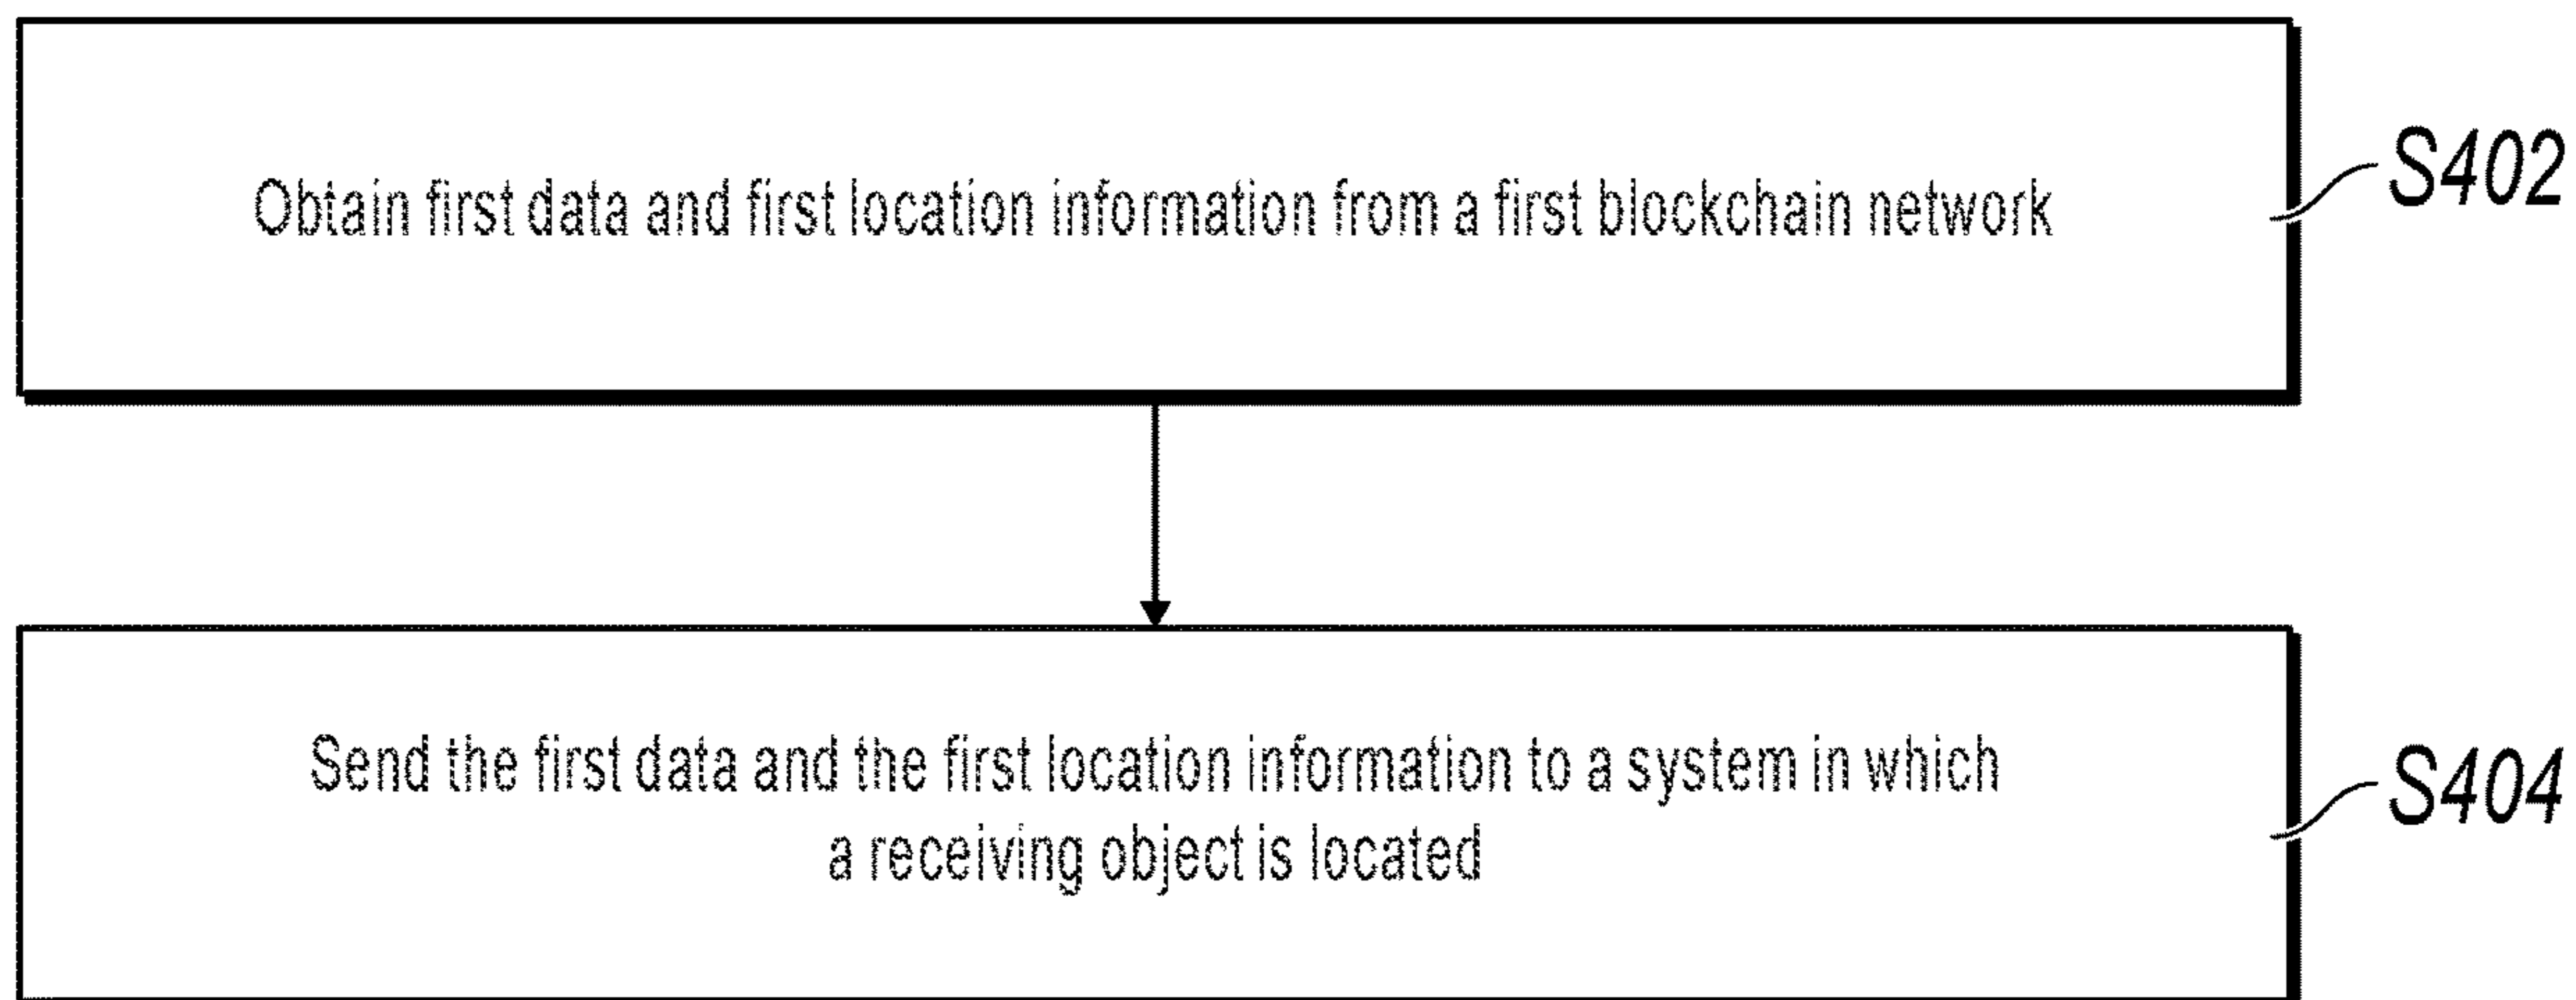 Obtain first data and first location information from a first blockchain network
S402
Send the first data and the first location information to a system in which
a receiving object is located
S404